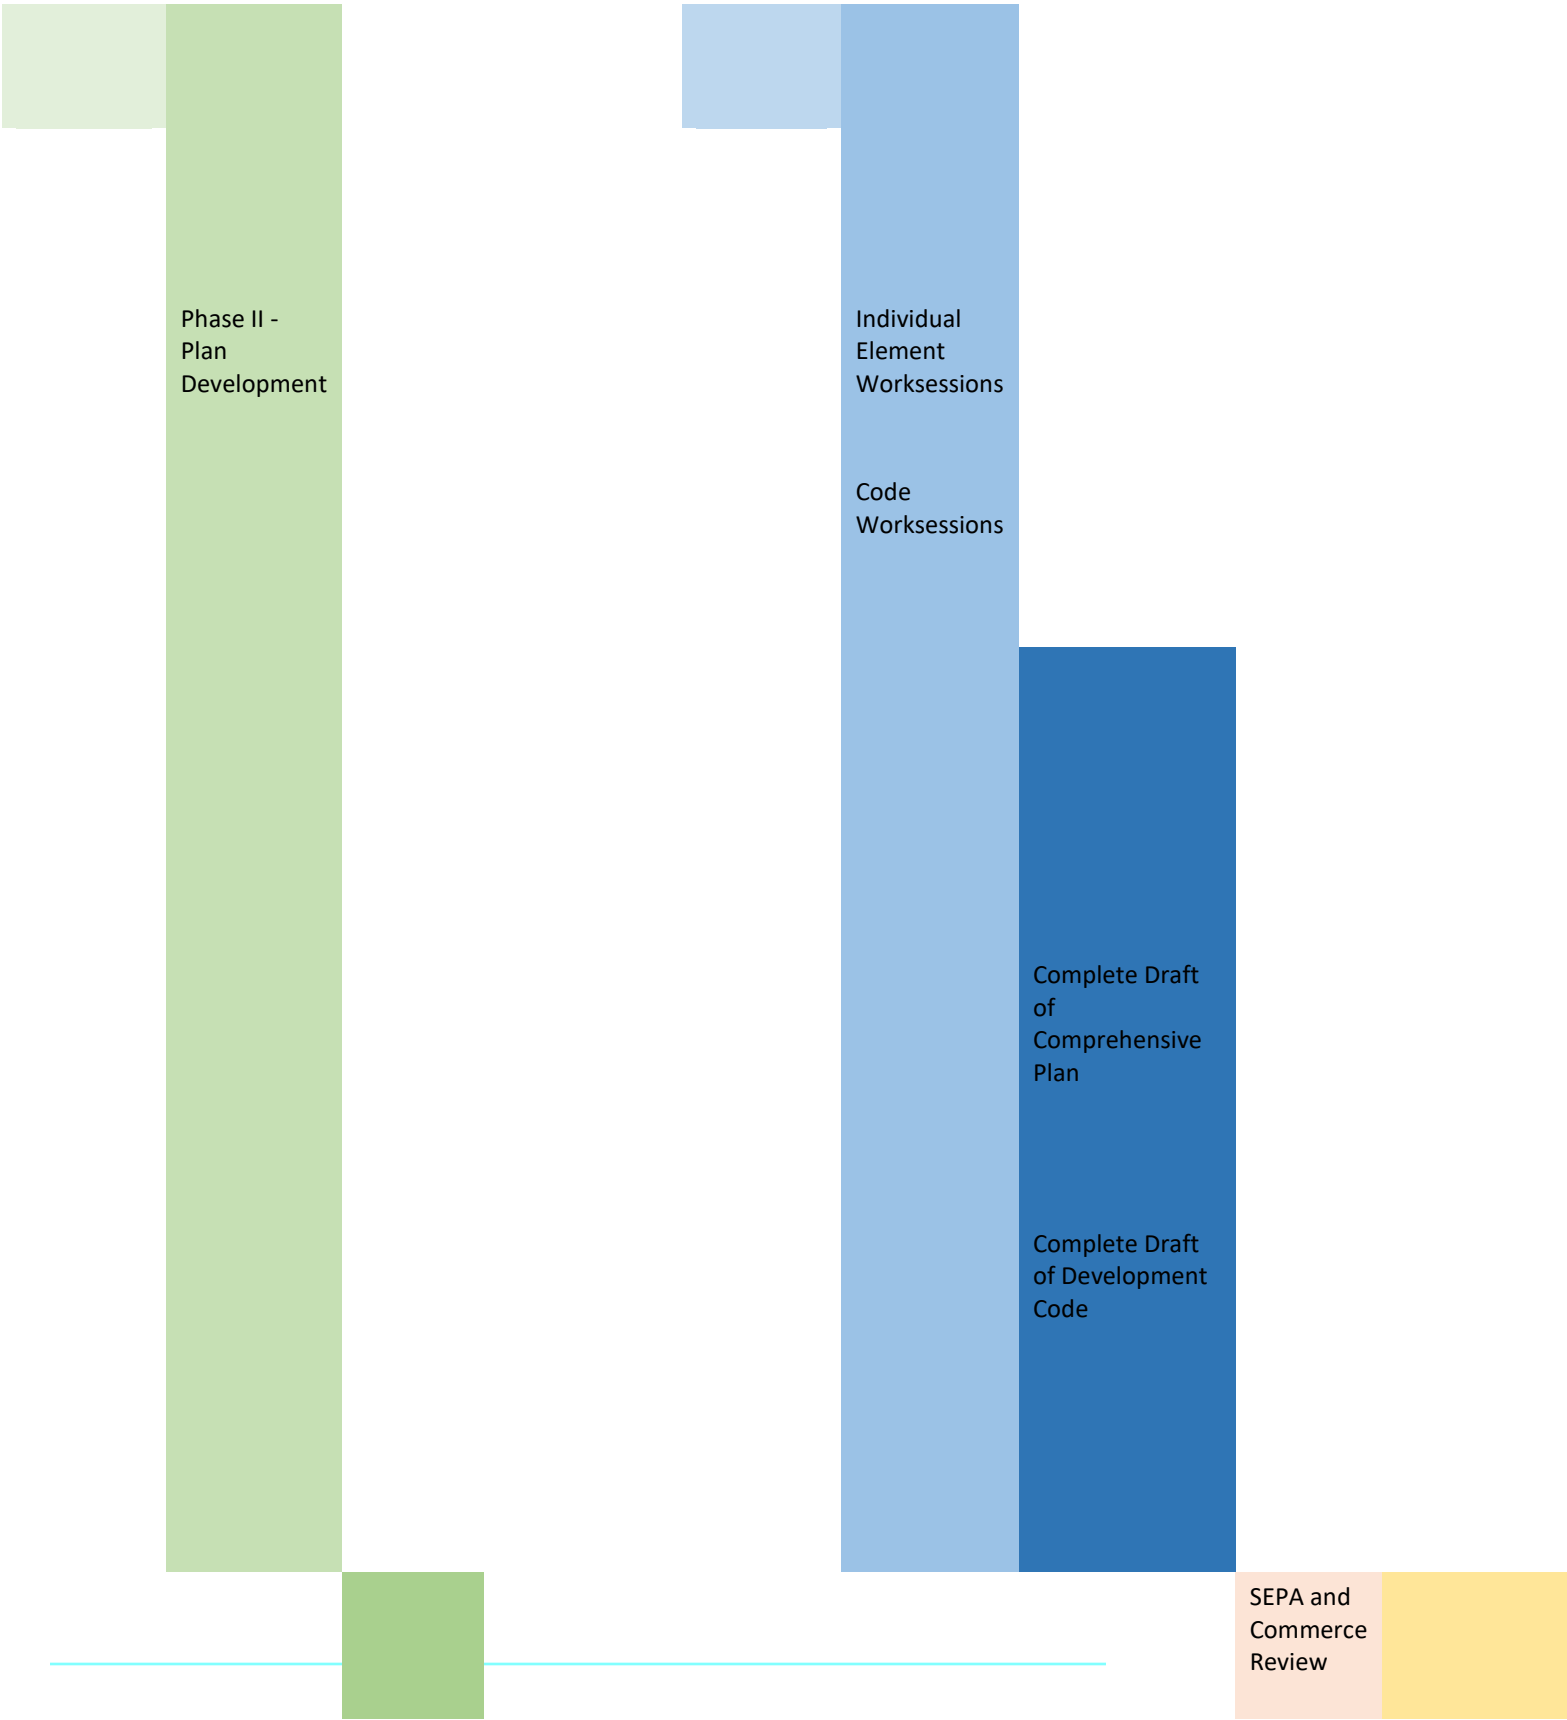 Phase II -
Plan
Development
Individual
Element
Worksessions
Code
Worksessions
Complete Draft
of
Comprehensive
Plan
Complete Draft
of Development
Code
SEPA and
Commerce
Review